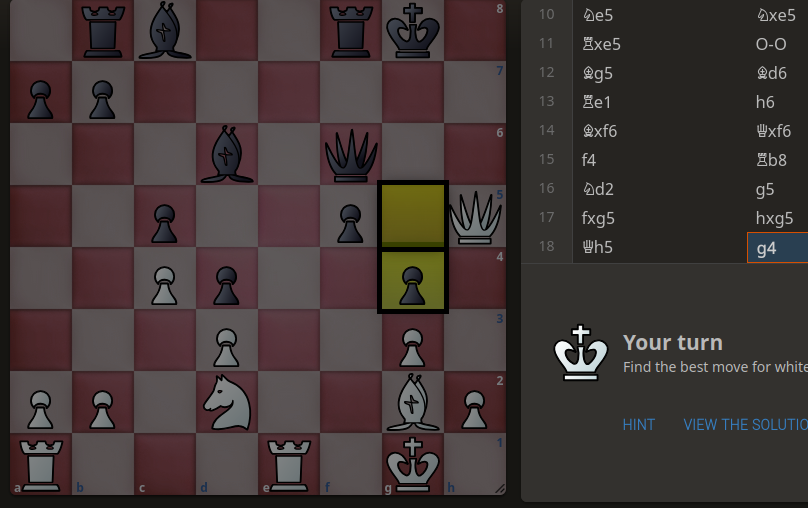 8
7
6
5
4
3
2
1
a b c d e f g h
10 ♘e5 ♘xe5
11 ♖xe5 O-O
12 ♗g5 ♗d6
13 ♖e1 h6
14 ♗xf6 ♕xf6
15 f4 ♖b8
16 ♘d2 g5
17 fxg5 hxg5
18 ♕h5 g4
Your turn
Find the best move for white
HINT VIEW THE SOLUTIO